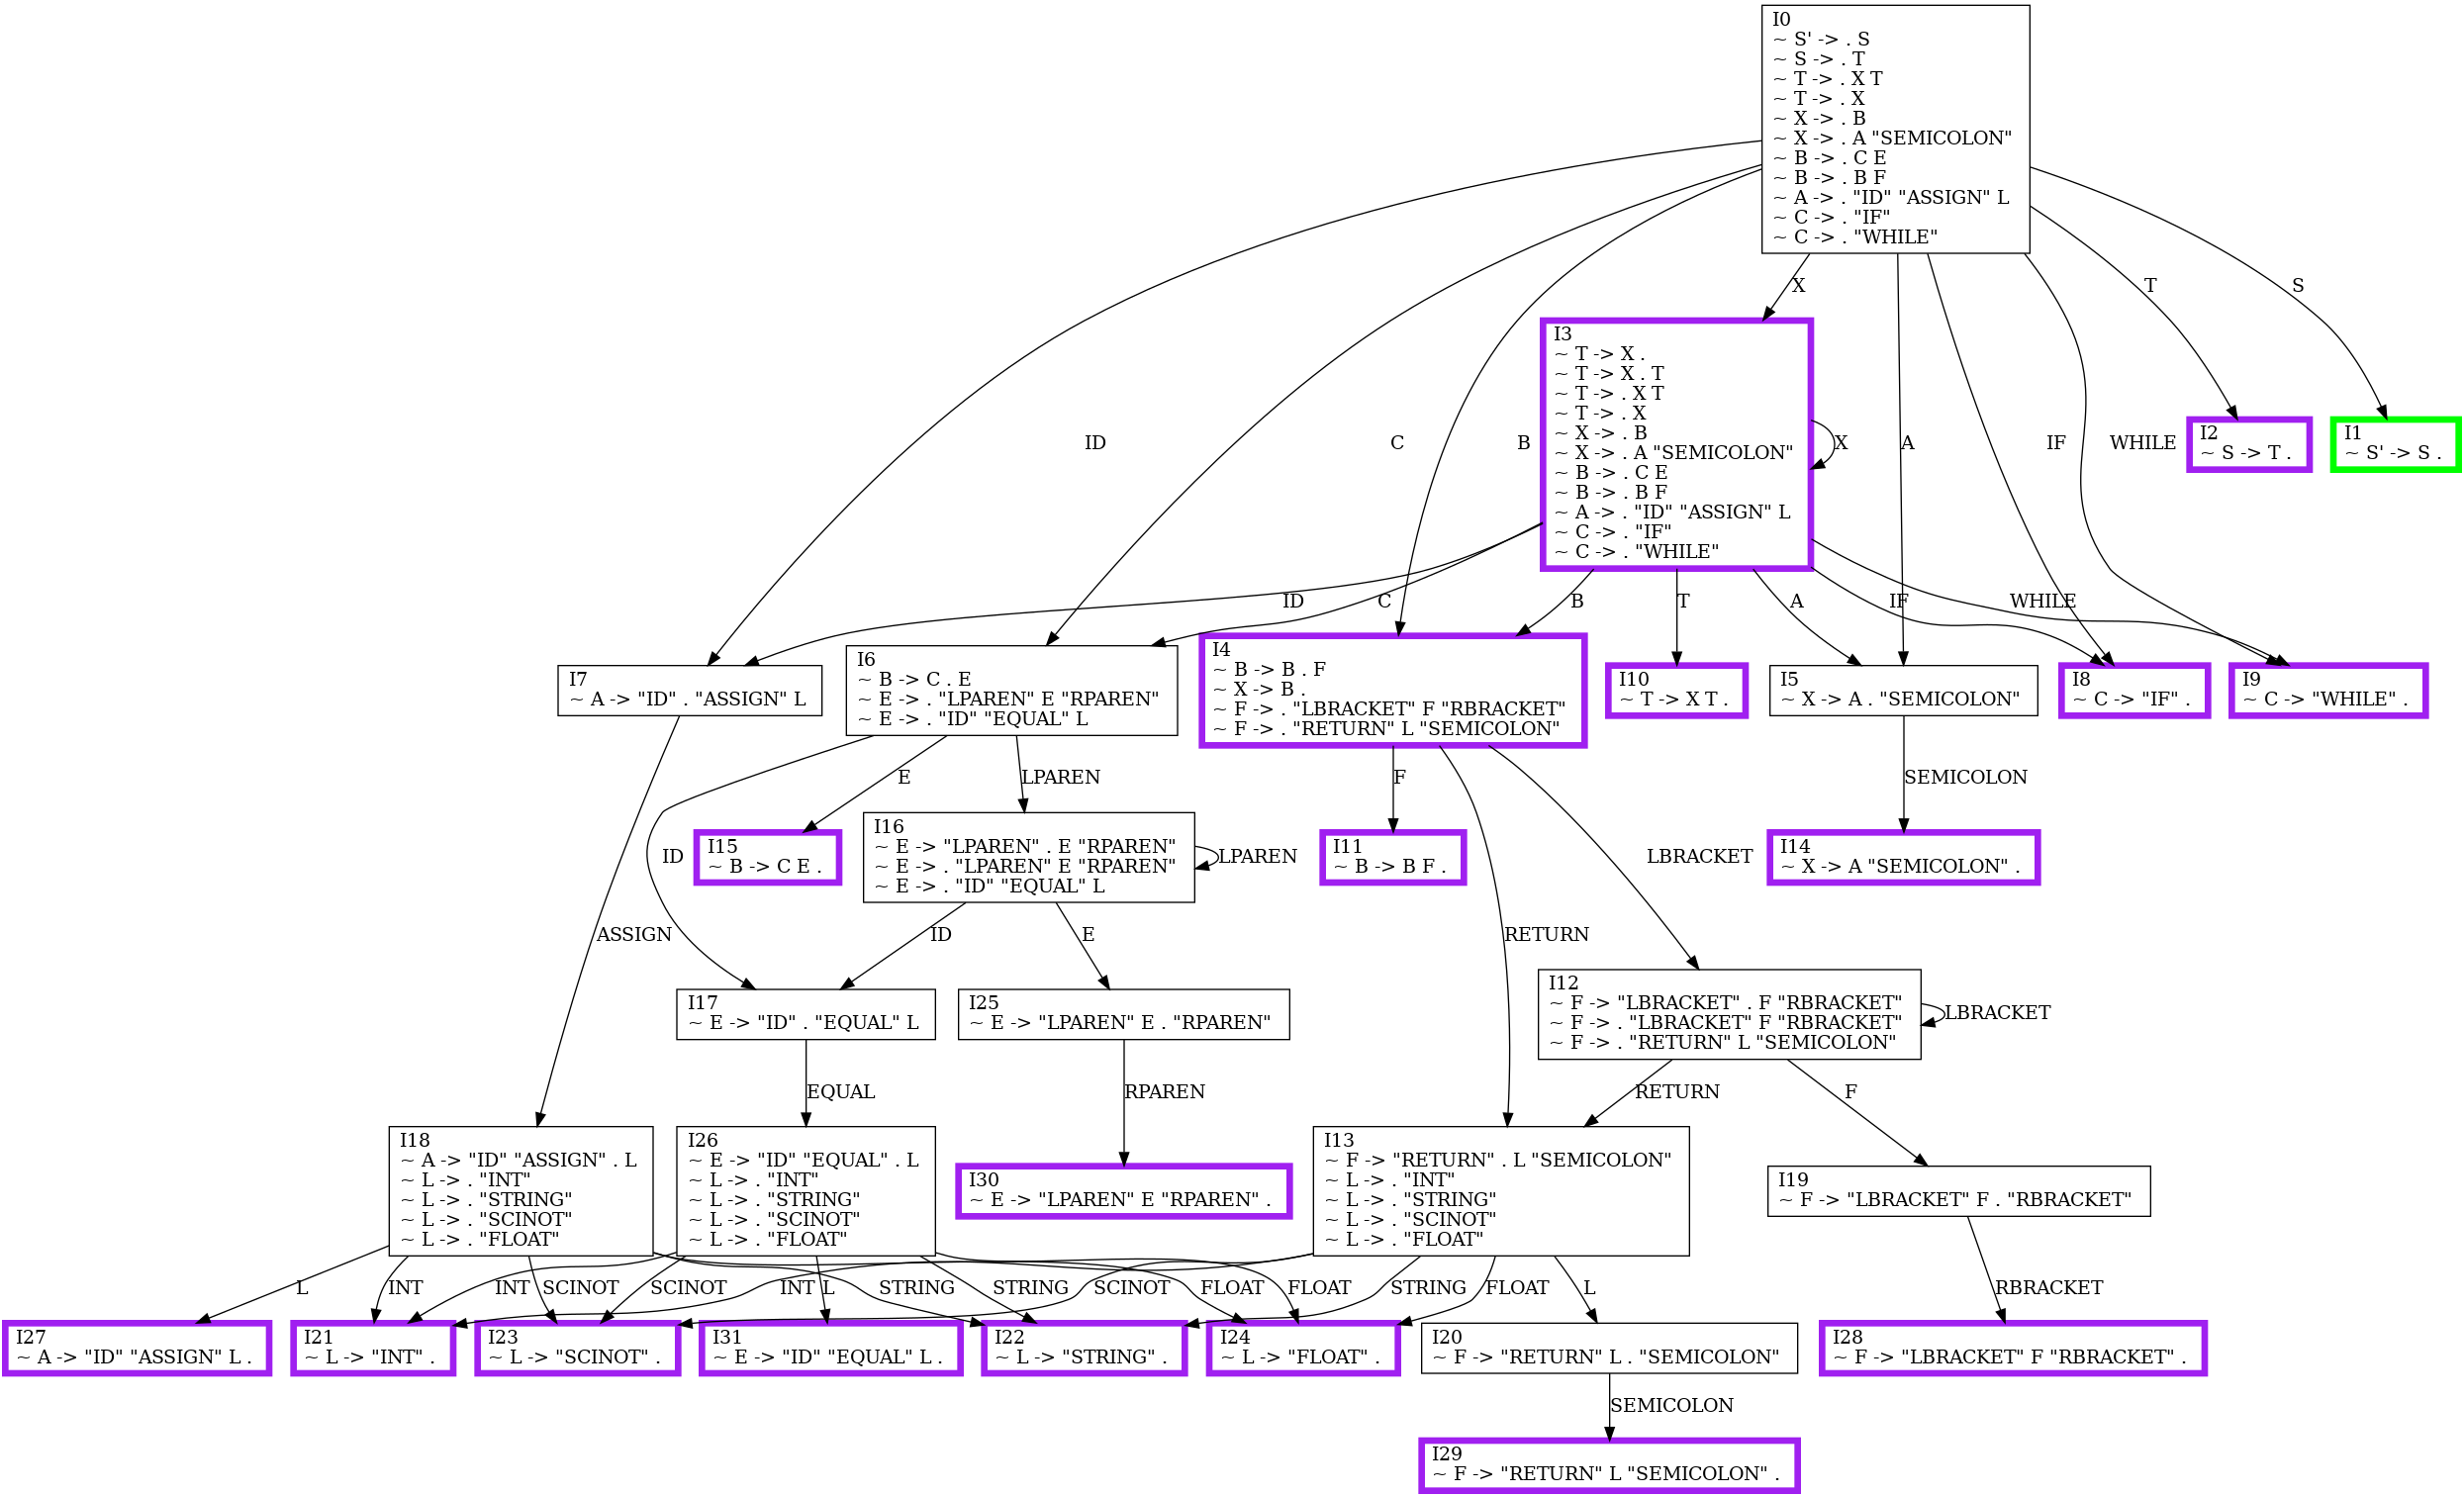 I0
~ S' -> . S
~ S -> . T
~ T -> . X T
~ T -> . X
~ X -> . B
~ X -> . A "SEMICOLON"
~ B -> . C E
~ B -> . B F
~ A -> . "ID" "ASSIGN" L
~ C -> . "IF"
~ C -> . "WHILE"
X
T
S
I3
~ T -> X .
~ T -> X . T
~ T -> . X T
~ T -> . X
~ X -> . B
~ X -> . A "SEMICOLON"
~ B -> . C E
~ B -> . B F
~ A -> . "ID" "ASSIGN" L
~ C -> . "IF"
~ C -> . "WHILE"
ID
C
B
X
A
IF
WHILE
I2
~ S -> T .
I1
~ S' -> S .
ID
C
B
T
A
IF
WHILE
I7
~ A -> "ID" . "ASSIGN" L
I6
~ B -> C . E
~ E -> . "LPAREN" E "RPAREN"
~ E -> . "ID" "EQUAL" L
I4
~ B -> B . F
~ X -> B .
~ F -> . "LBRACKET" F "RBRACKET"
~ F -> . "RETURN" L "SEMICOLON"
I10
~ T -> X T .
I5
~ X -> A . "SEMICOLON"
I8
~ C -> "IF" .
I9
~ C -> "WHILE" .
E
LPAREN
F
SEMICOLON
ID
I15
~ B -> C E .
I16
~ E -> "LPAREN" . E "RPAREN"
~ E -> . "LPAREN" E "RPAREN"
~ E -> . "ID" "EQUAL" L
LPAREN
I11
~ B -> B F .
LBRACKET
I14
~ X -> A "SEMICOLON" .
ASSIGN
ID
E
RETURN
I17
~ E -> "ID" . "EQUAL" L
I25
~ E -> "LPAREN" E . "RPAREN"
I12
~ F -> "LBRACKET" . F "RBRACKET"
~ F -> . "LBRACKET" F "RBRACKET"
~ F -> . "RETURN" L "SEMICOLON"
LBRACKET
EQUAL
RPAREN
RETURN
F
I18
~ A -> "ID" "ASSIGN" . L
~ L -> . "INT"
~ L -> . "STRING"
~ L -> . "SCINOT"
~ L -> . "FLOAT"
I26
~ E -> "ID" "EQUAL" . L
~ L -> . "INT"
~ L -> . "STRING"
~ L -> . "SCINOT"
~ L -> . "FLOAT"
I30
~ E -> "LPAREN" E "RPAREN" .
I13
~ F -> "RETURN" . L "SEMICOLON"
~ L -> . "INT"
~ L -> . "STRING"
~ L -> . "SCINOT"
~ L -> . "FLOAT"
I19
~ F -> "LBRACKET" F . "RBRACKET"
L
INT
SCINOT
INT
SCINOT
INT
L
STRING
STRING
SCINOT
FLOAT
FLOAT
STRING
FLOAT
L
RBRACKET
I27
~ A -> "ID" "ASSIGN" L .
I21
~ L -> "INT" .
I23
~ L -> "SCINOT" .
I31
~ E -> "ID" "EQUAL" L .
I22
~ L -> "STRING" .
I24
~ L -> "FLOAT" .
I20
~ F -> "RETURN" L . "SEMICOLON"
I28
~ F -> "LBRACKET" F "RBRACKET" .
SEMICOLON
I29
~ F -> "RETURN" L "SEMICOLON" .